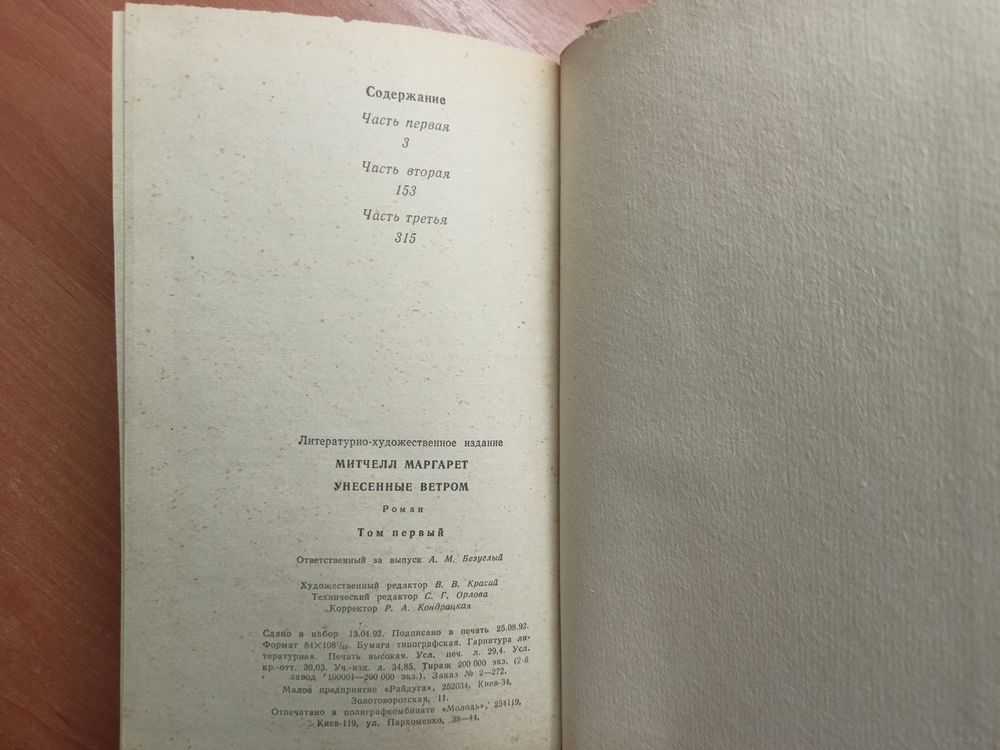 Содержание
Часть первая
3
Часть вторая
153
Часть третья
315
Литературно-художественное издание
МИТЧЕЛЛ МАРГАРЕТ
УНЕСЕННЫЕ ВЕТРОМ
Роман
Том первый
Ответственный за выпуск А. М. Безуглый
Художественный редактор В. В. Красий
Технический редактор С. Г. Орлова
Корректор Р. А. Кондрацкая
Сдано в набор 13.04.92. Подписано в печать 25.08.92.
Формат 84×108¹/₃₂. Бумага типографская. Гарнитура ли-
тературная. Печать высокая. Усл. печ. л. 29,4. Усл.
кр.-отт. 30,03. Уч.-изд. л. 34,85. Тираж 200 000 экз. (2-й
завод 100001—200 000 экз.). Заказ № 2—272.
Малое предприятие «Райдуга», 252034, Киев-34,
Золотоворотская, 11.
Отпечатано в полиграфкомбинате «Молодь», 254119,
Киев-119, ул. Пархоменко, 38—44.